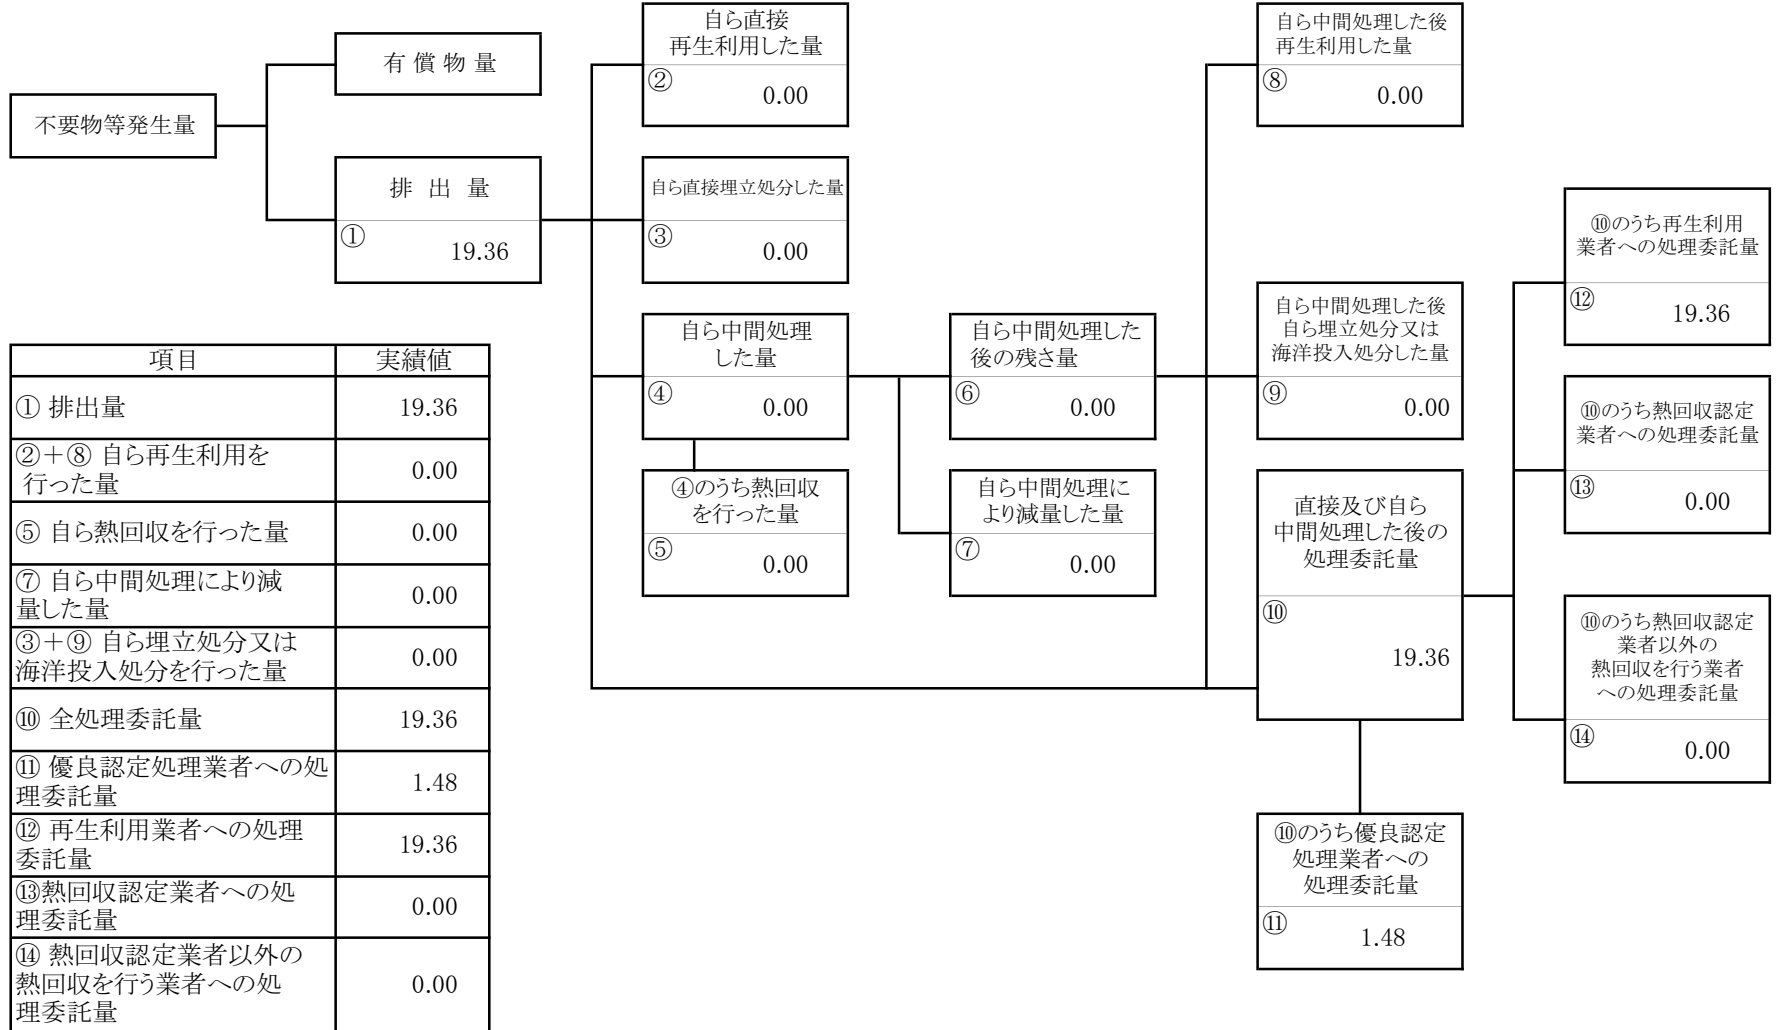 不要物等発生量
有 償 物 量
排 出 量
①
19.36
自ら直接
再生利用した量
②
0.00
自ら直接埋立処分した量
③
0.00
自ら中間処理
した量
④
0.00
④のうち熱回収
を行った量
⑤
0.00
自ら中間処理した
後の残さ量
⑥
0.00
自ら中間処理に
より減量した量
⑦
0.00
自ら中間処理した後
再生利用した量
⑧
0.00
自ら中間処理した後
自ら埋立処分又は
海洋投入処分した量
⑨
0.00
直接及び自ら
中間処理した後の
処理委託量
⑩
19.36
⑩のうち優良認定
処理業者への
処理委託量
⑪
1.48
⑩のうち再生利用
業者への処理委託量
⑫
19.36
⑩のうち熱回収認定
業者への処理委託量
⑬
0.00
⑩のうち熱回収認定
業者以外の
熱回収を行う業者
への処理委託量
⑭
0.00
項目 実績値
① 排出量 19.36
②＋⑧ 自ら再生利用を
行った量 0.00
⑤ 自ら熱回収を行った量 0.00
⑦ 自ら中間処理により減
量した量 0.00
③＋⑨ 自ら埋立処分又は
海洋投入処分を行った量 0.00
⑩ 全処理委託量 19.36
⑪ 優良認定処理業者への処
理委託量 1.48
⑫ 再生利用業者への処理
委託量 19.36
⑬熱回収認定業者への処
理委託量 0.00
⑭ 熱回収認定業者以外の
熱回収を行う業者への処
理委託量 0.00